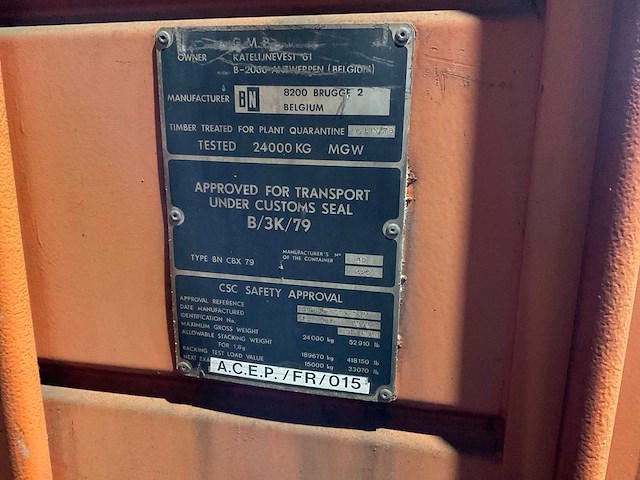 C.M.B.
OWNER KATELIJNEVEST 61
B-2000 ANTWERPEN (BELGIUM)
MANUFACTURER BN 8200 BRUGGE 2
BELGIUM
TIMBER TREATED FOR PLANT QUARANTINE
TESTED 24000 KG MGW
APPROVED FOR TRANSPORT
UNDER CUSTOMS SEAL
B/3K/79
TYPE BN CBX 79 MANUFACTURER'S No
OF THE CONTAINER
CSC SAFETY APPROVAL
APPROVAL REFERENCE
DATE MANUFACTURED
IDENTIFICATION No.
MAXIMUM GROSS WEIGHT 24000 kg 52910 lb
ALLOWABLE STACKING WEIGHT
FOR 1,8g 189670 kg 418150 lb
RACKING TEST LOAD VALUE 15000 kg 33070 lb
NEXT EXA
A.C.E.P./FR/015